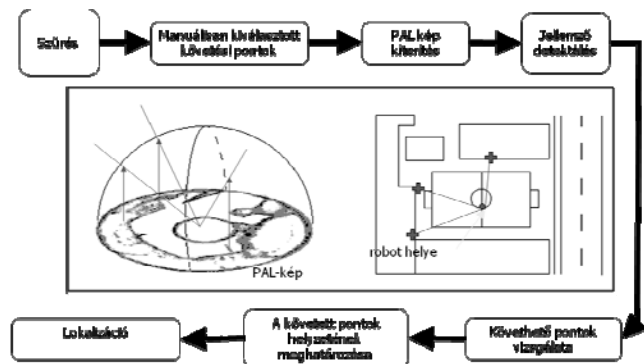 Szűrés
Manuálisan kiválasztott
követési pontok
PAL kép
kiterítés
Jellemző
detektálás
PAL-kép
robot helye
Követhető pontok
vizsgálata
A követett pontok
helyzetének
meghatározása
Lokalizáció